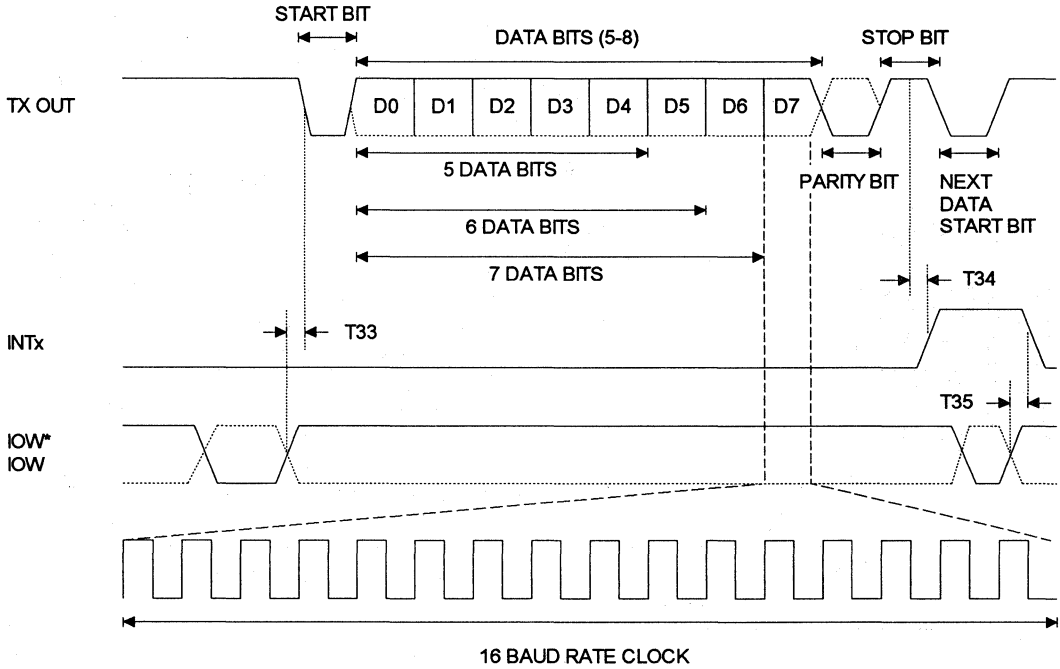 START BIT
DATA BITS (5-8)
STOP BIT
TX OUT
D0 D1 D2 D3 D4 D5 D6 D7
5 DATA BITS
PARITY BIT
NEXT
DATA
START BIT
6 DATA BITS
7 DATA BITS
T34
T33
INTx
T35
IOW*
IOW
16 BAUD RATE CLOCK